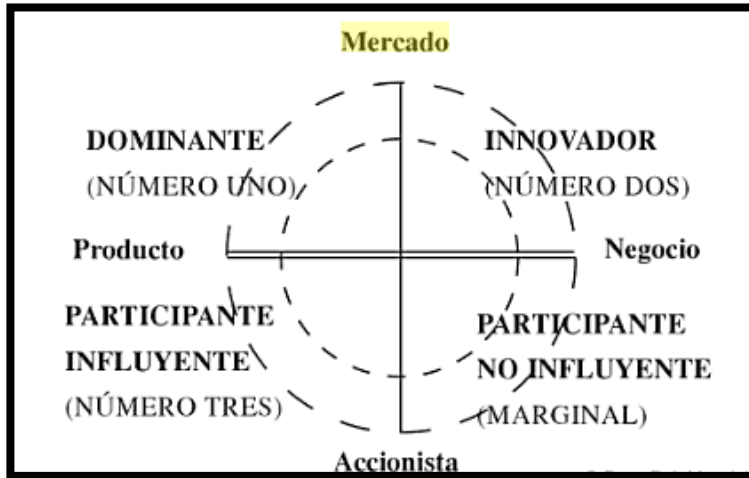 Mercado
DOMINANTE
(NÚMERO UNO)
INNOVADOR
(NÚMERO DOS)
Producto
Negocio
PARTICIPANTE
INFLUYENTE
(NÚMERO TRES)
PARTICIPANTE
NO INFLUYENTE
(MARGINAL)
Accionista